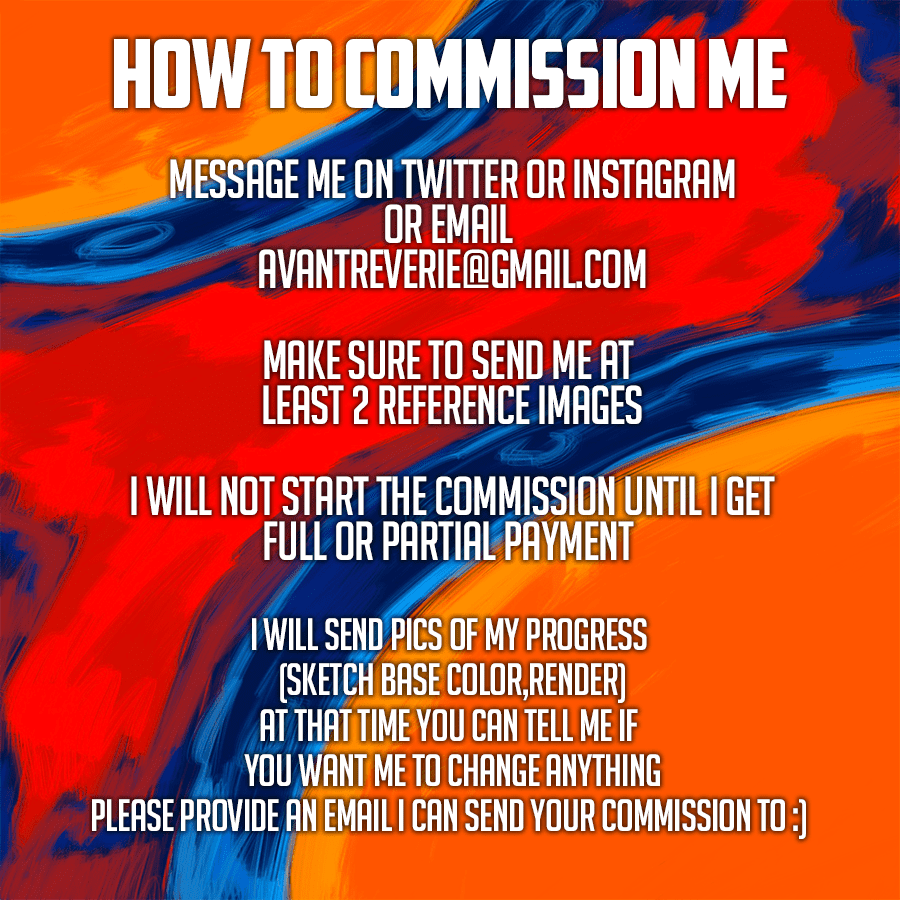 HOW TO COMMISSION ME
MESSAGE ME ON TWITTER OR INSTAGRAM
OR EMAIL
AVANTREVERIE@GMAIL.COM
MAKE SURE TO SEND ME AT
LEAST 2 REFERENCE IMAGES
I WILL NOT START THE COMMISSION UNTIL I GET
FULL OR PARTIAL PAYMENT
I WILL SEND PICS OF MY PROGRESS
(SKETCH BASE COLOR,RENDER)
AT THAT TIME YOU CAN TELL ME IF
YOU WANT ME TO CHANGE ANYTHING
PLEASE PROVIDE AN EMAIL I CAN SEND YOUR COMMISSION TO :)